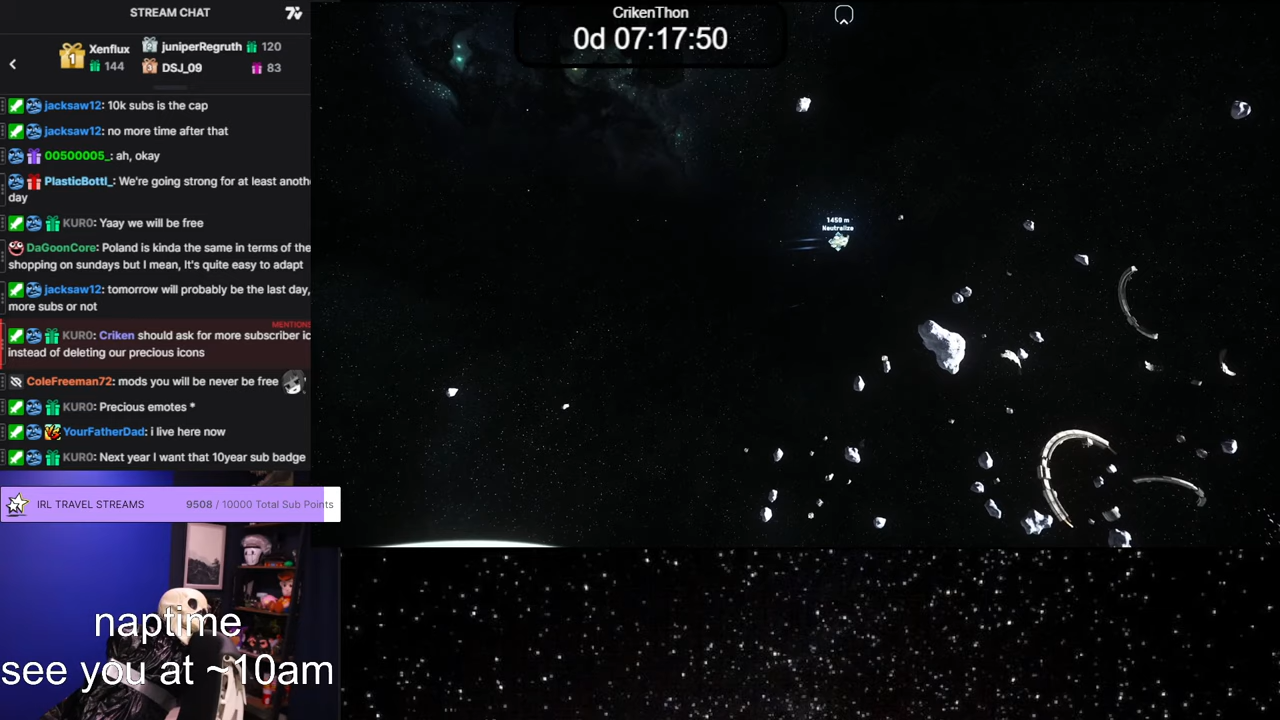 STREAM CHAT
Xenflux
144
juniperRegruth 120
DSJ_09 83
jacksaw12: 10k subs is the cap
jacksaw12: no more time after that
00500005_: ah, okay
PlasticBottl_: We're going strong for at least anoth
day
KUR0: Yaay we will be free
DaGoonCore: Poland is kinda the same in terms of the
shopping on sundays but I mean, It's quite easy to adapt
jacksaw12: tomorrow will probably be the last day,
more subs or not
MENTIONS
KUR0: Criken should ask for more subscriber ic
instead of deleting our precious icons
ColeFreeman72: mods you will be never be free
KUR0: Precious emotes *
YourFatherDad: i live here now
KUR0: Next year I want that 10year sub badge
IRL TRAVEL STREAMS 9508 / 10000 Total Sub Points
naptime
see you at ~10am
CrikenThon
0d 07:17:50
1459 m
Neutralize